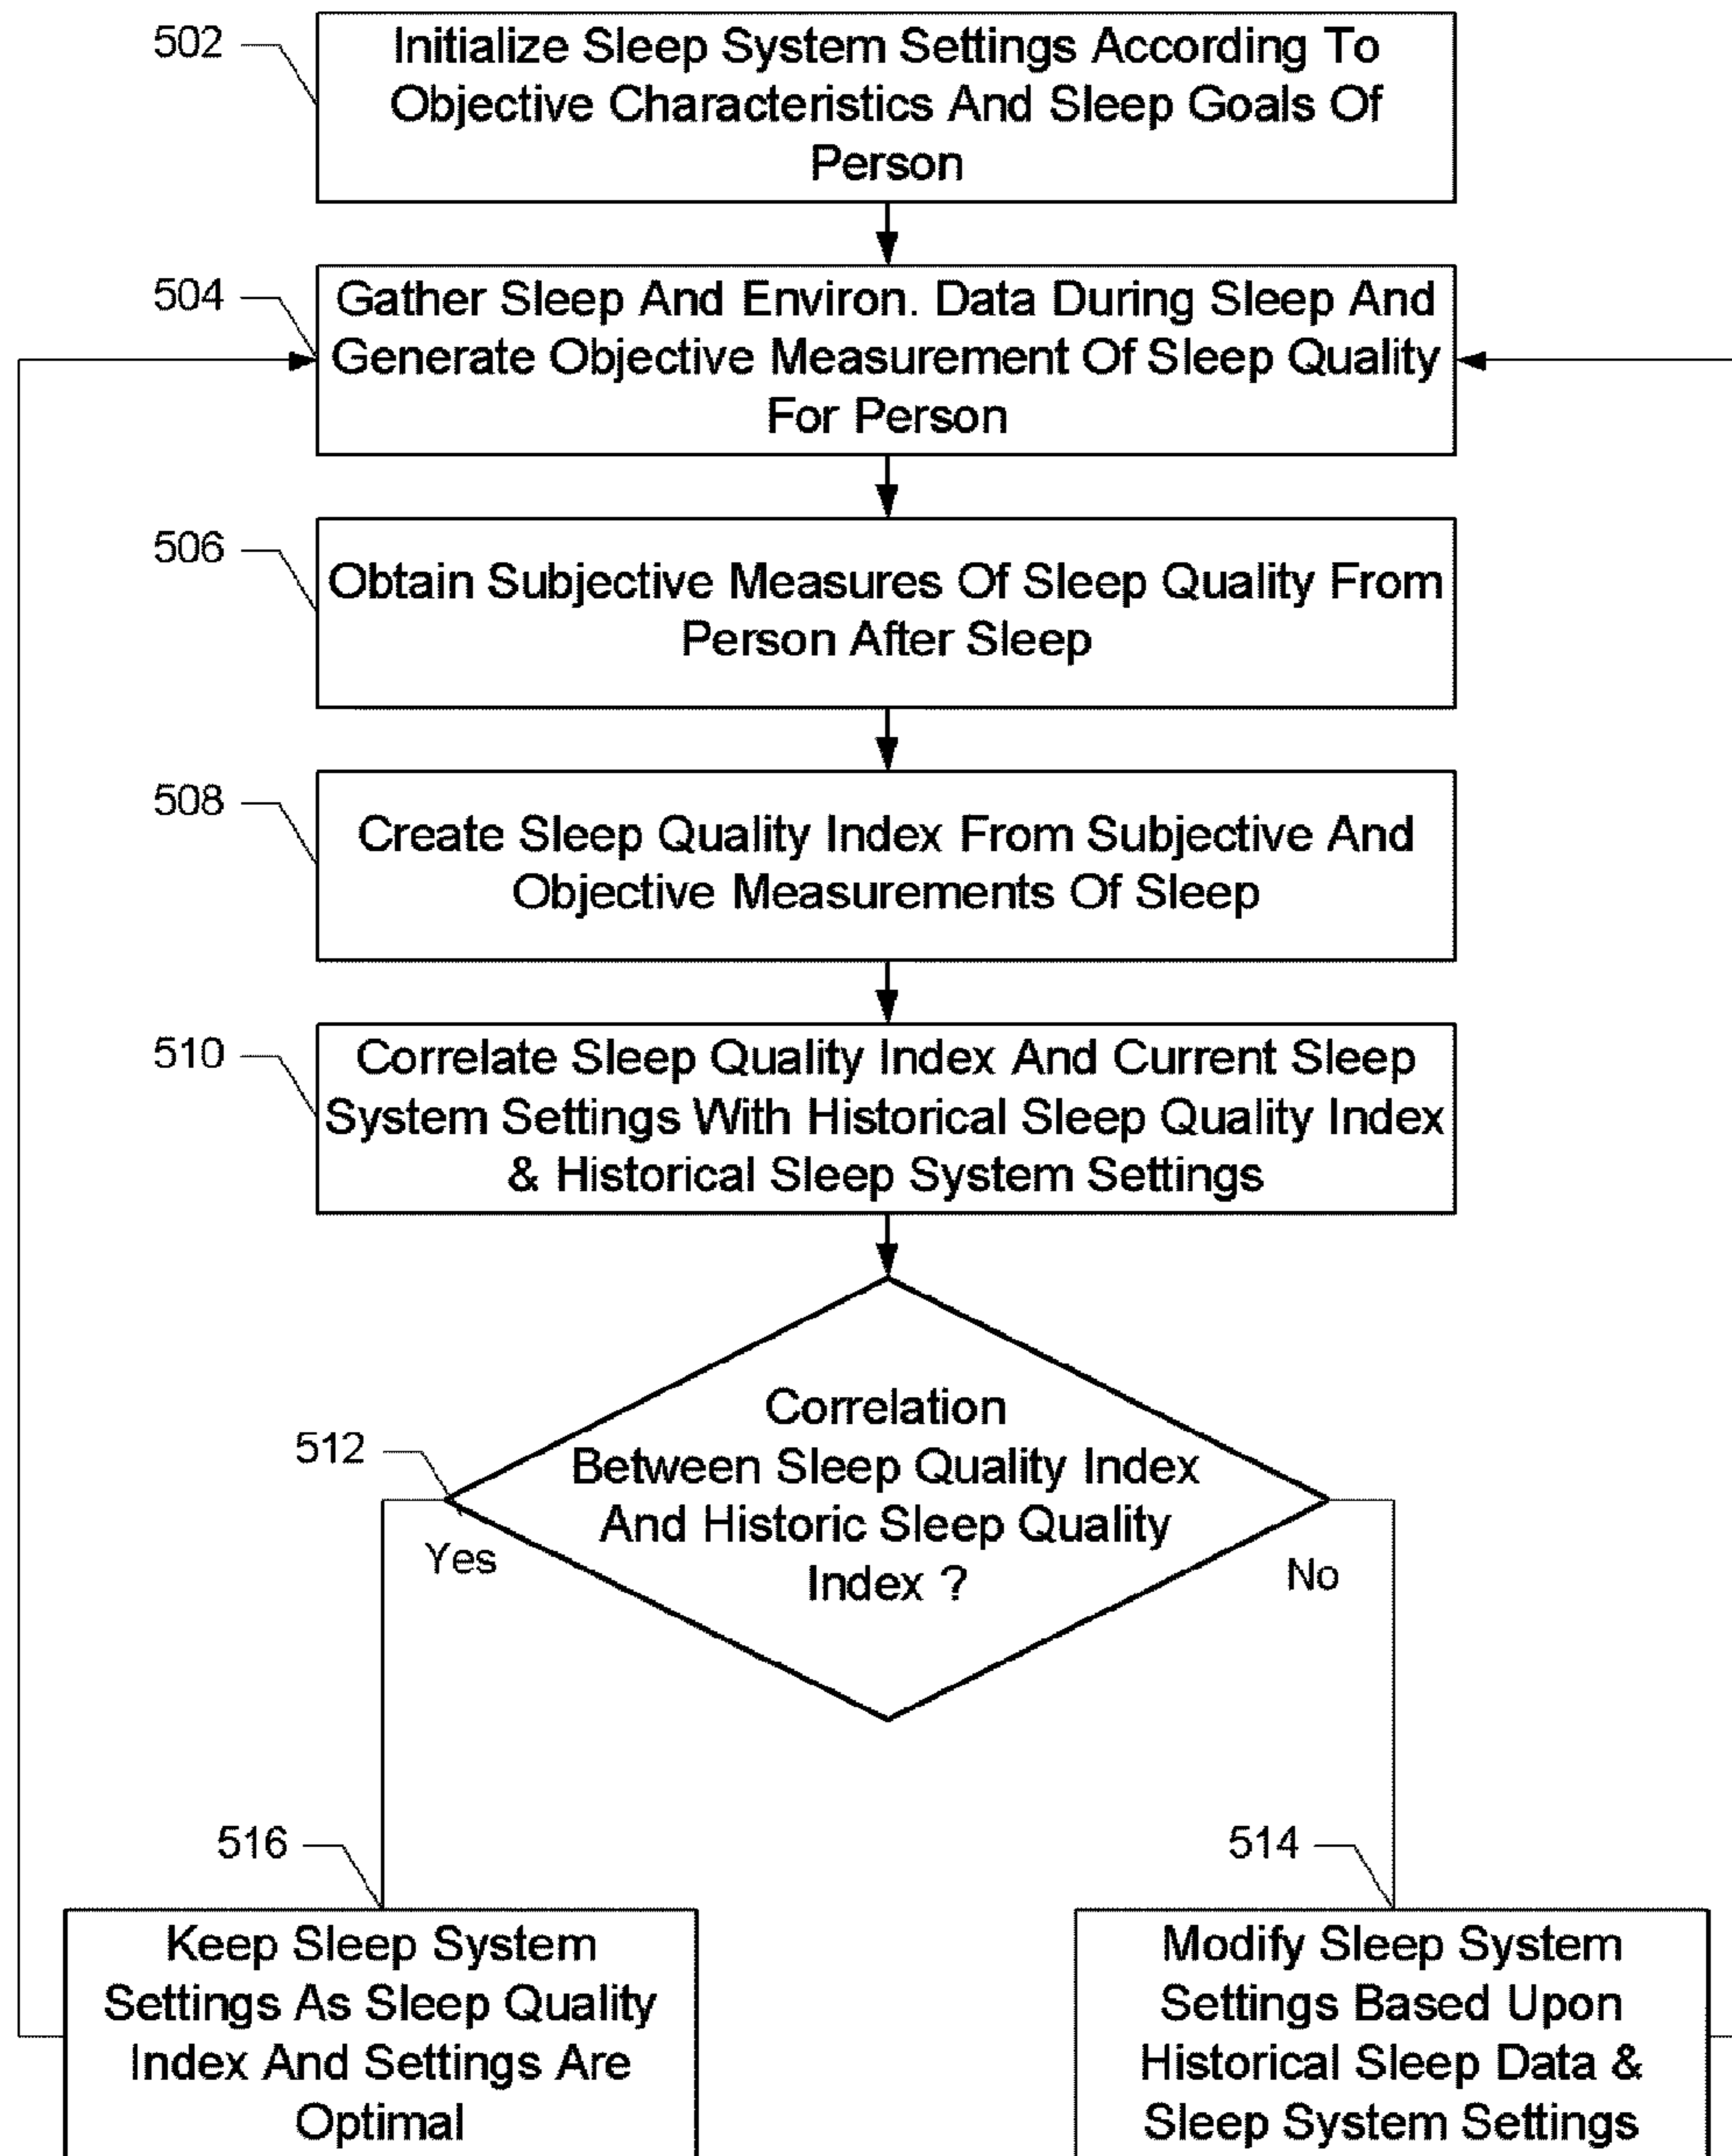 502
Initialize Sleep System Settings According To
Objective Characteristics And Sleep Goals Of
Person
504
Gather Sleep And Environ. Data During Sleep And
Generate Objective Measurement Of Sleep Quality
For Person
506
Obtain Subjective Measures Of Sleep Quality From
Person After Sleep
508
Create Sleep Quality Index From Subjective And
Objective Measurements Of Sleep
510
Correlate Sleep Quality Index And Current Sleep
System Settings With Historical Sleep Quality Index
& Historical Sleep System Settings
512
Correlation
Between Sleep Quality Index
And Historic Sleep Quality
Index ?
Yes
No
516
Keep Sleep System
Settings As Sleep Quality
Index And Settings Are
Optimal
514
Modify Sleep System
Settings Based Upon
Historical Sleep Data &
Sleep System Settings